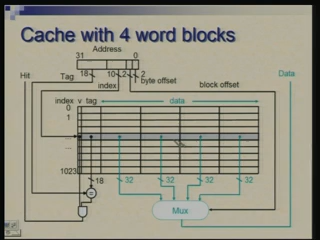 Cache with 4 word blocks
Address
31 0
Hit Tag 18 10 2 2 Data
index byte offset block offset
index v tag data
0
1
...
...
1023
18 32 32 32 32
=
Mux